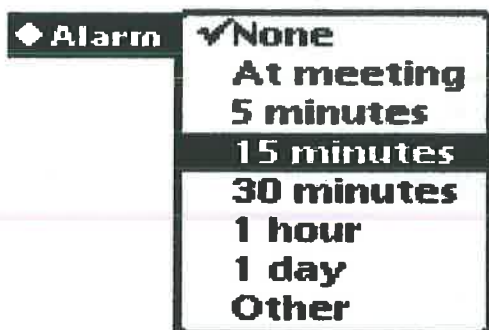 ◆Alarm ✓None
At meeting
5 minutes
15 minutes
30 minutes
1 hour
1 day
Other